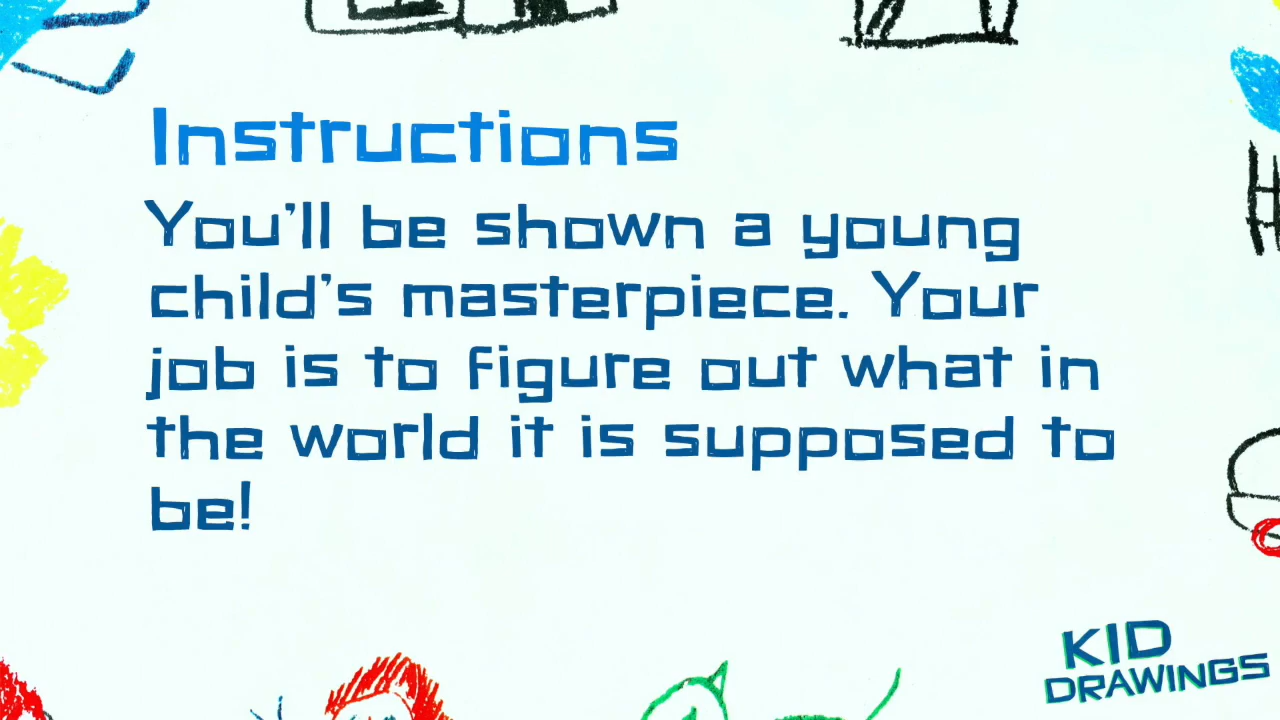 Instructions
You'll be shown a young
child's masterpiece. Your
job is to figure out what in
the world it is supposed to
be!
KID
DRAWINGS